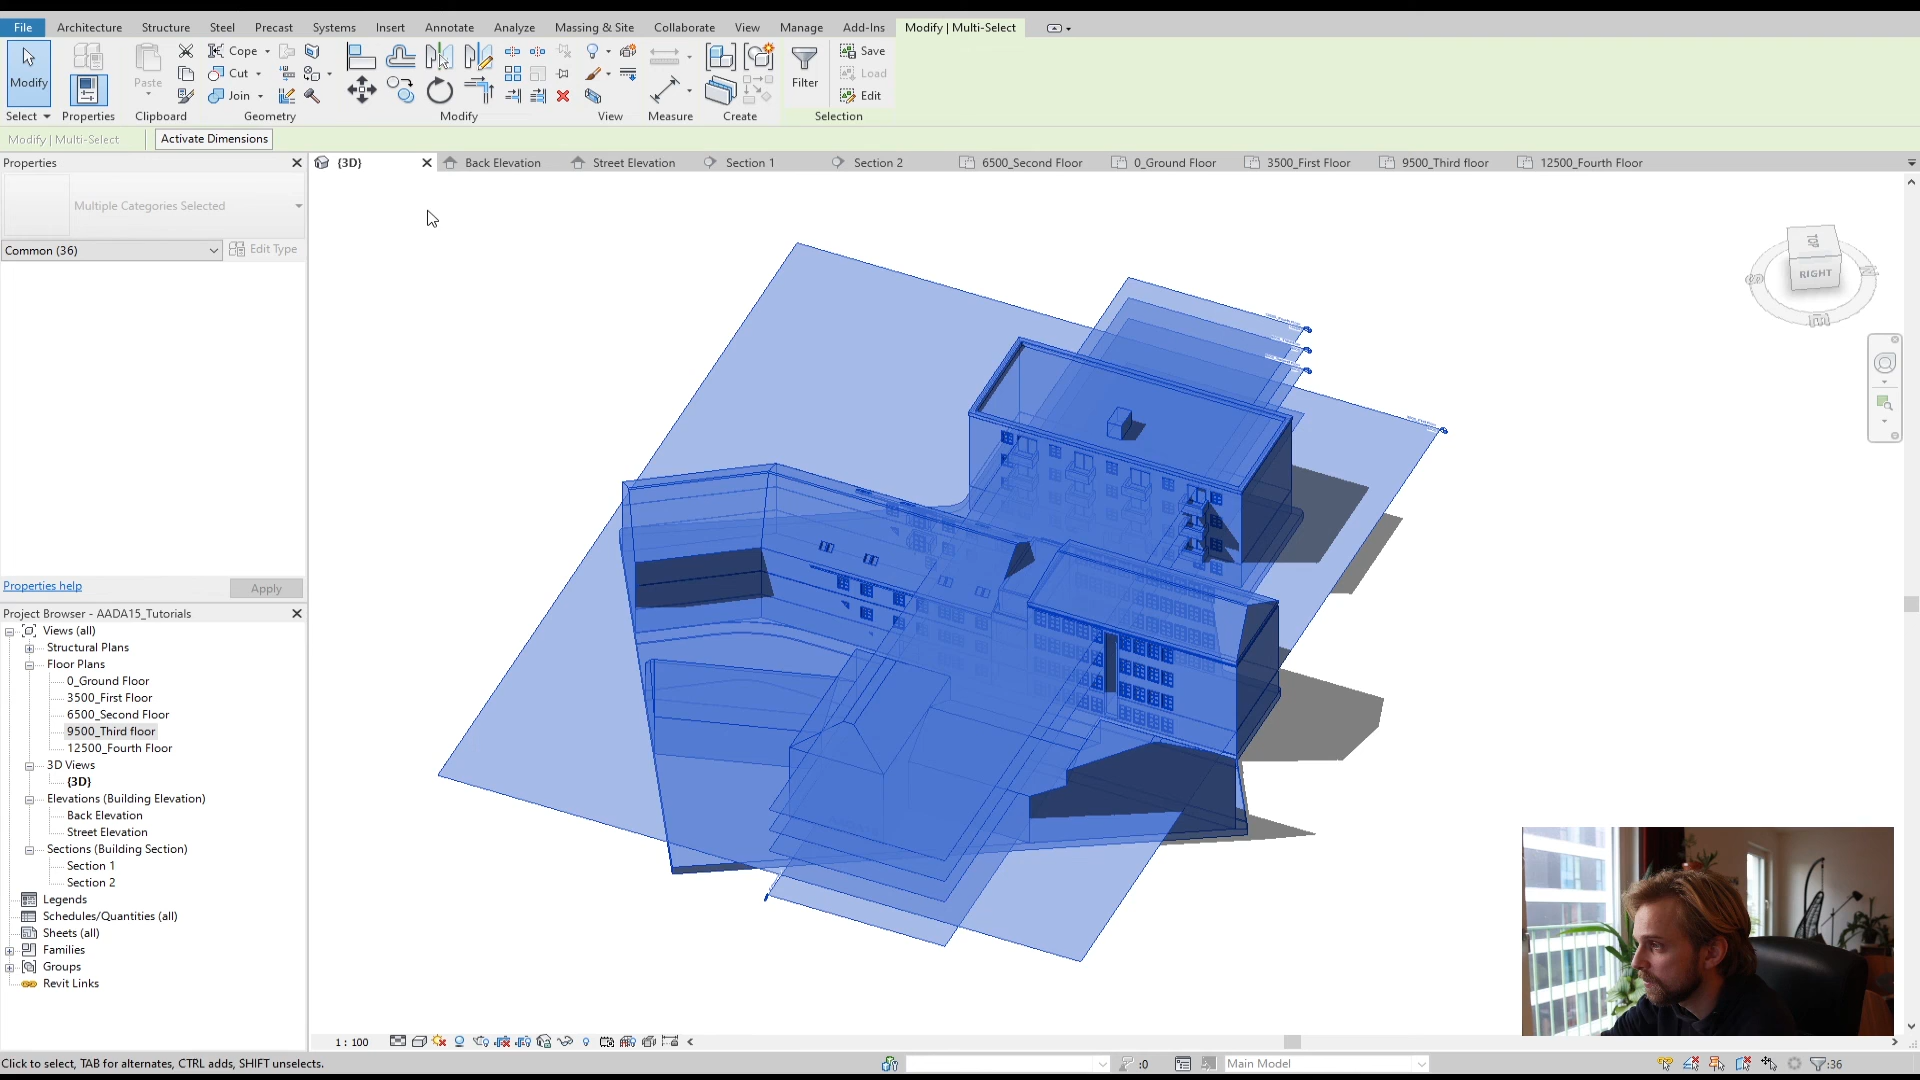 File Architecture Structure Steel Precast Systems Insert Annotate Analyze Massing & Site Collaborate View Manage Add-Ins Modify | Multi-Select
Cope Save
Modify Paste Cut Filter Load
Join Edit
Select Properties Clipboard Geometry Modify View Measure Create Selection
Modify | Multi-Select Activate Dimensions
Properties {3D} Back Elevation Street Elevation Section 1 Section 2 6500_Second Floor 0_Ground Floor 3500_First Floor 9500_Third floor 12500_Fourth Floor
Multiple Categories Selected
Common (36) Edit Type
TOP
RIGHT
Properties help Apply
Project Browser - AADA15_Tutorials
Views (all)
Structural Plans
Floor Plans
0_Ground Floor
3500_First Floor
6500_Second Floor
9500_Third floor
12500_Fourth Floor
3D Views
{3D}
Elevations (Building Elevation)
Back Elevation
Street Elevation
Sections (Building Section)
Section 1
Section 2
Legends
Schedules/Quantities (all)
Sheets (all)
Families
Groups
Revit Links
1 : 100
Click to select, TAB for alternates, CTRL adds, SHIFT unselects. :0 Main Model :36